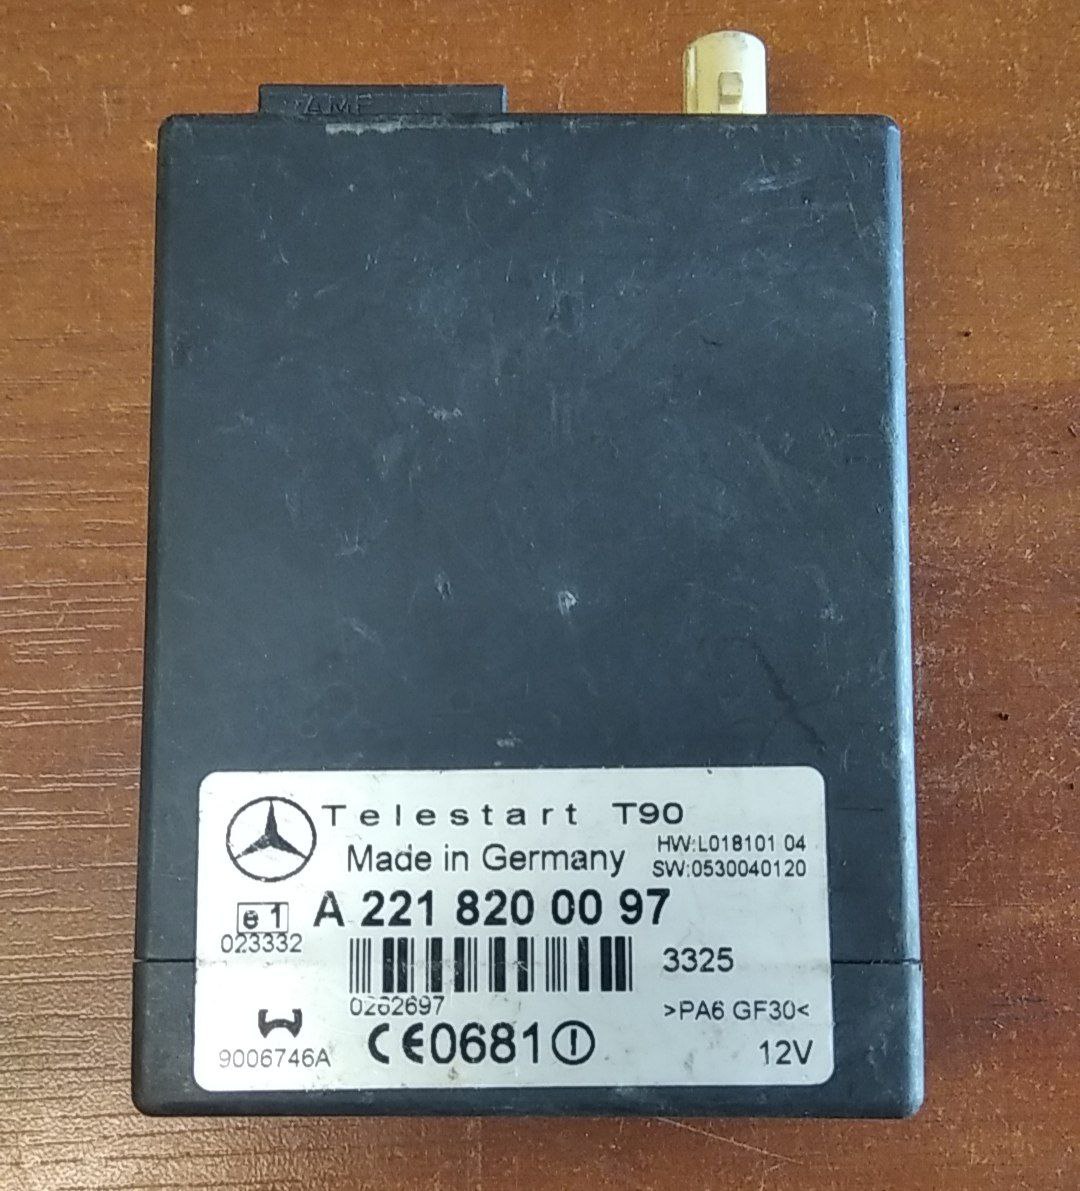 AMP
Telestart T90
HW:L018101 04
Made in Germany
SW:0530040120
A 221 820 00 97
e 1
023332
3325
0262697
>PA6 GF30<
CE0681
9006746A
12V